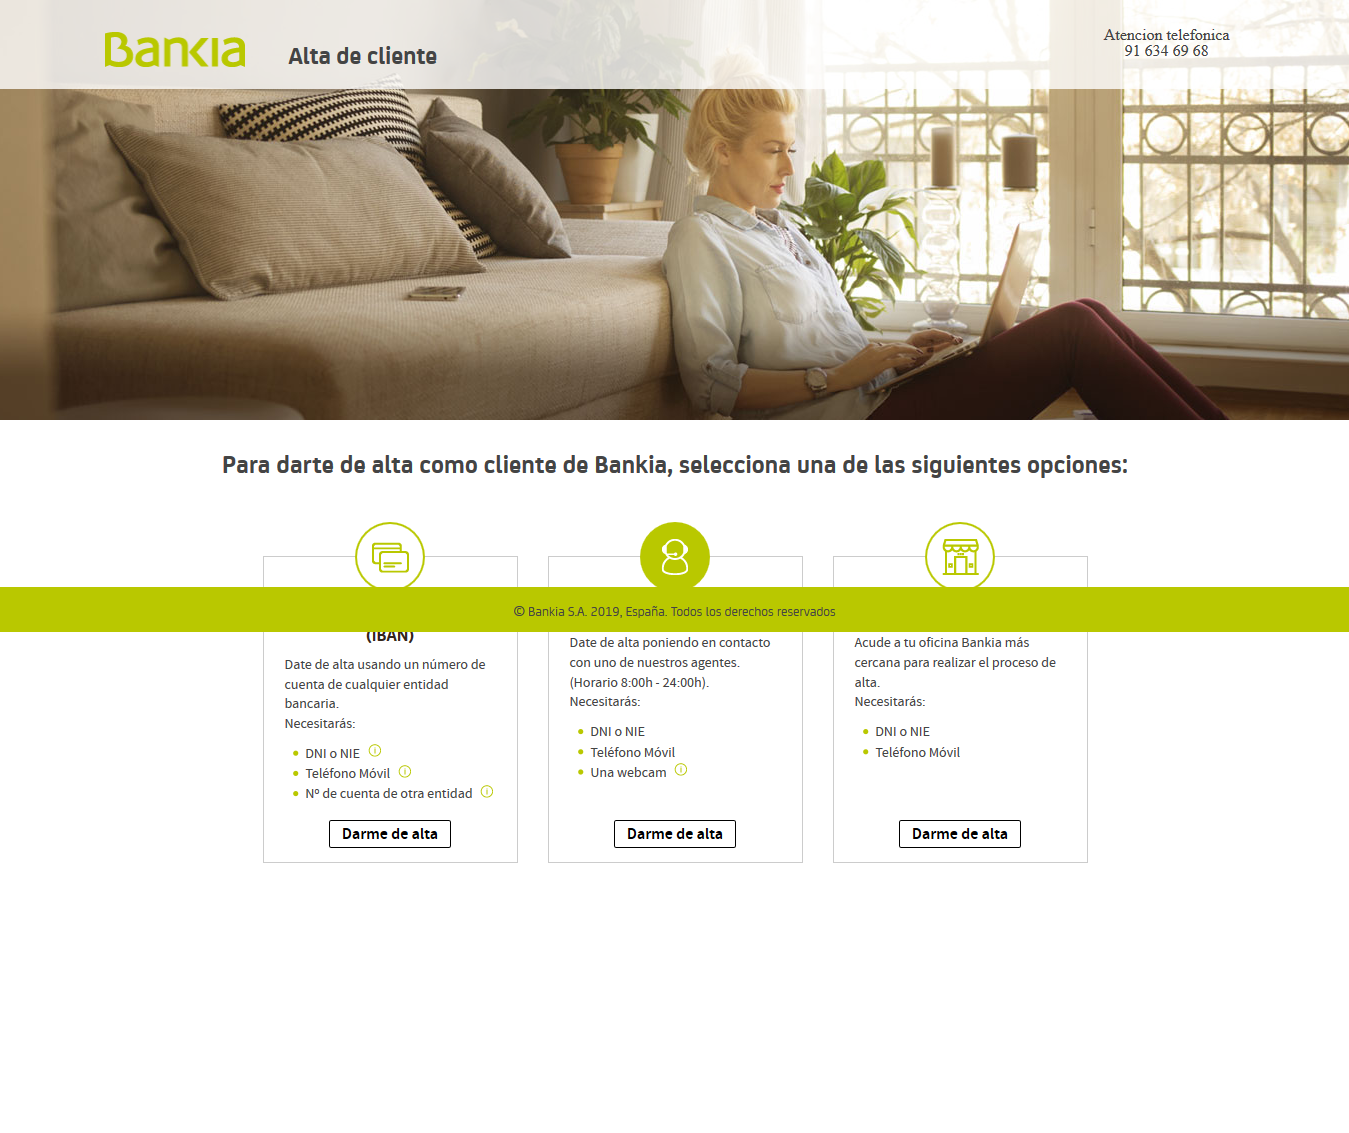 Bankia
Alta de cliente
Atencion telefonica
91 634 69 68
Para darte de alta como cliente de Bankia, selecciona una de las siguientes opciones:
© Bankia S.A. 2019, España. Todos los derechos reservados
(IBAN)
Date de alta usando un número de
cuenta de cualquier entidad
bancaria.
Necesitarás:
DNI o NIE
Teléfono Móvil
Nº de cuenta de otra entidad
Darme de alta
Date de alta poniendo en contacto
con uno de nuestros agentes.
(Horario 8:00h - 24:00h).
Necesitarás:
DNI o NIE
Teléfono Móvil
Una webcam
Darme de alta
Acude a tu oficina Bankia más
cercana para realizar el proceso de
alta.
Necesitarás:
DNI o NIE
Teléfono Móvil
Darme de alta